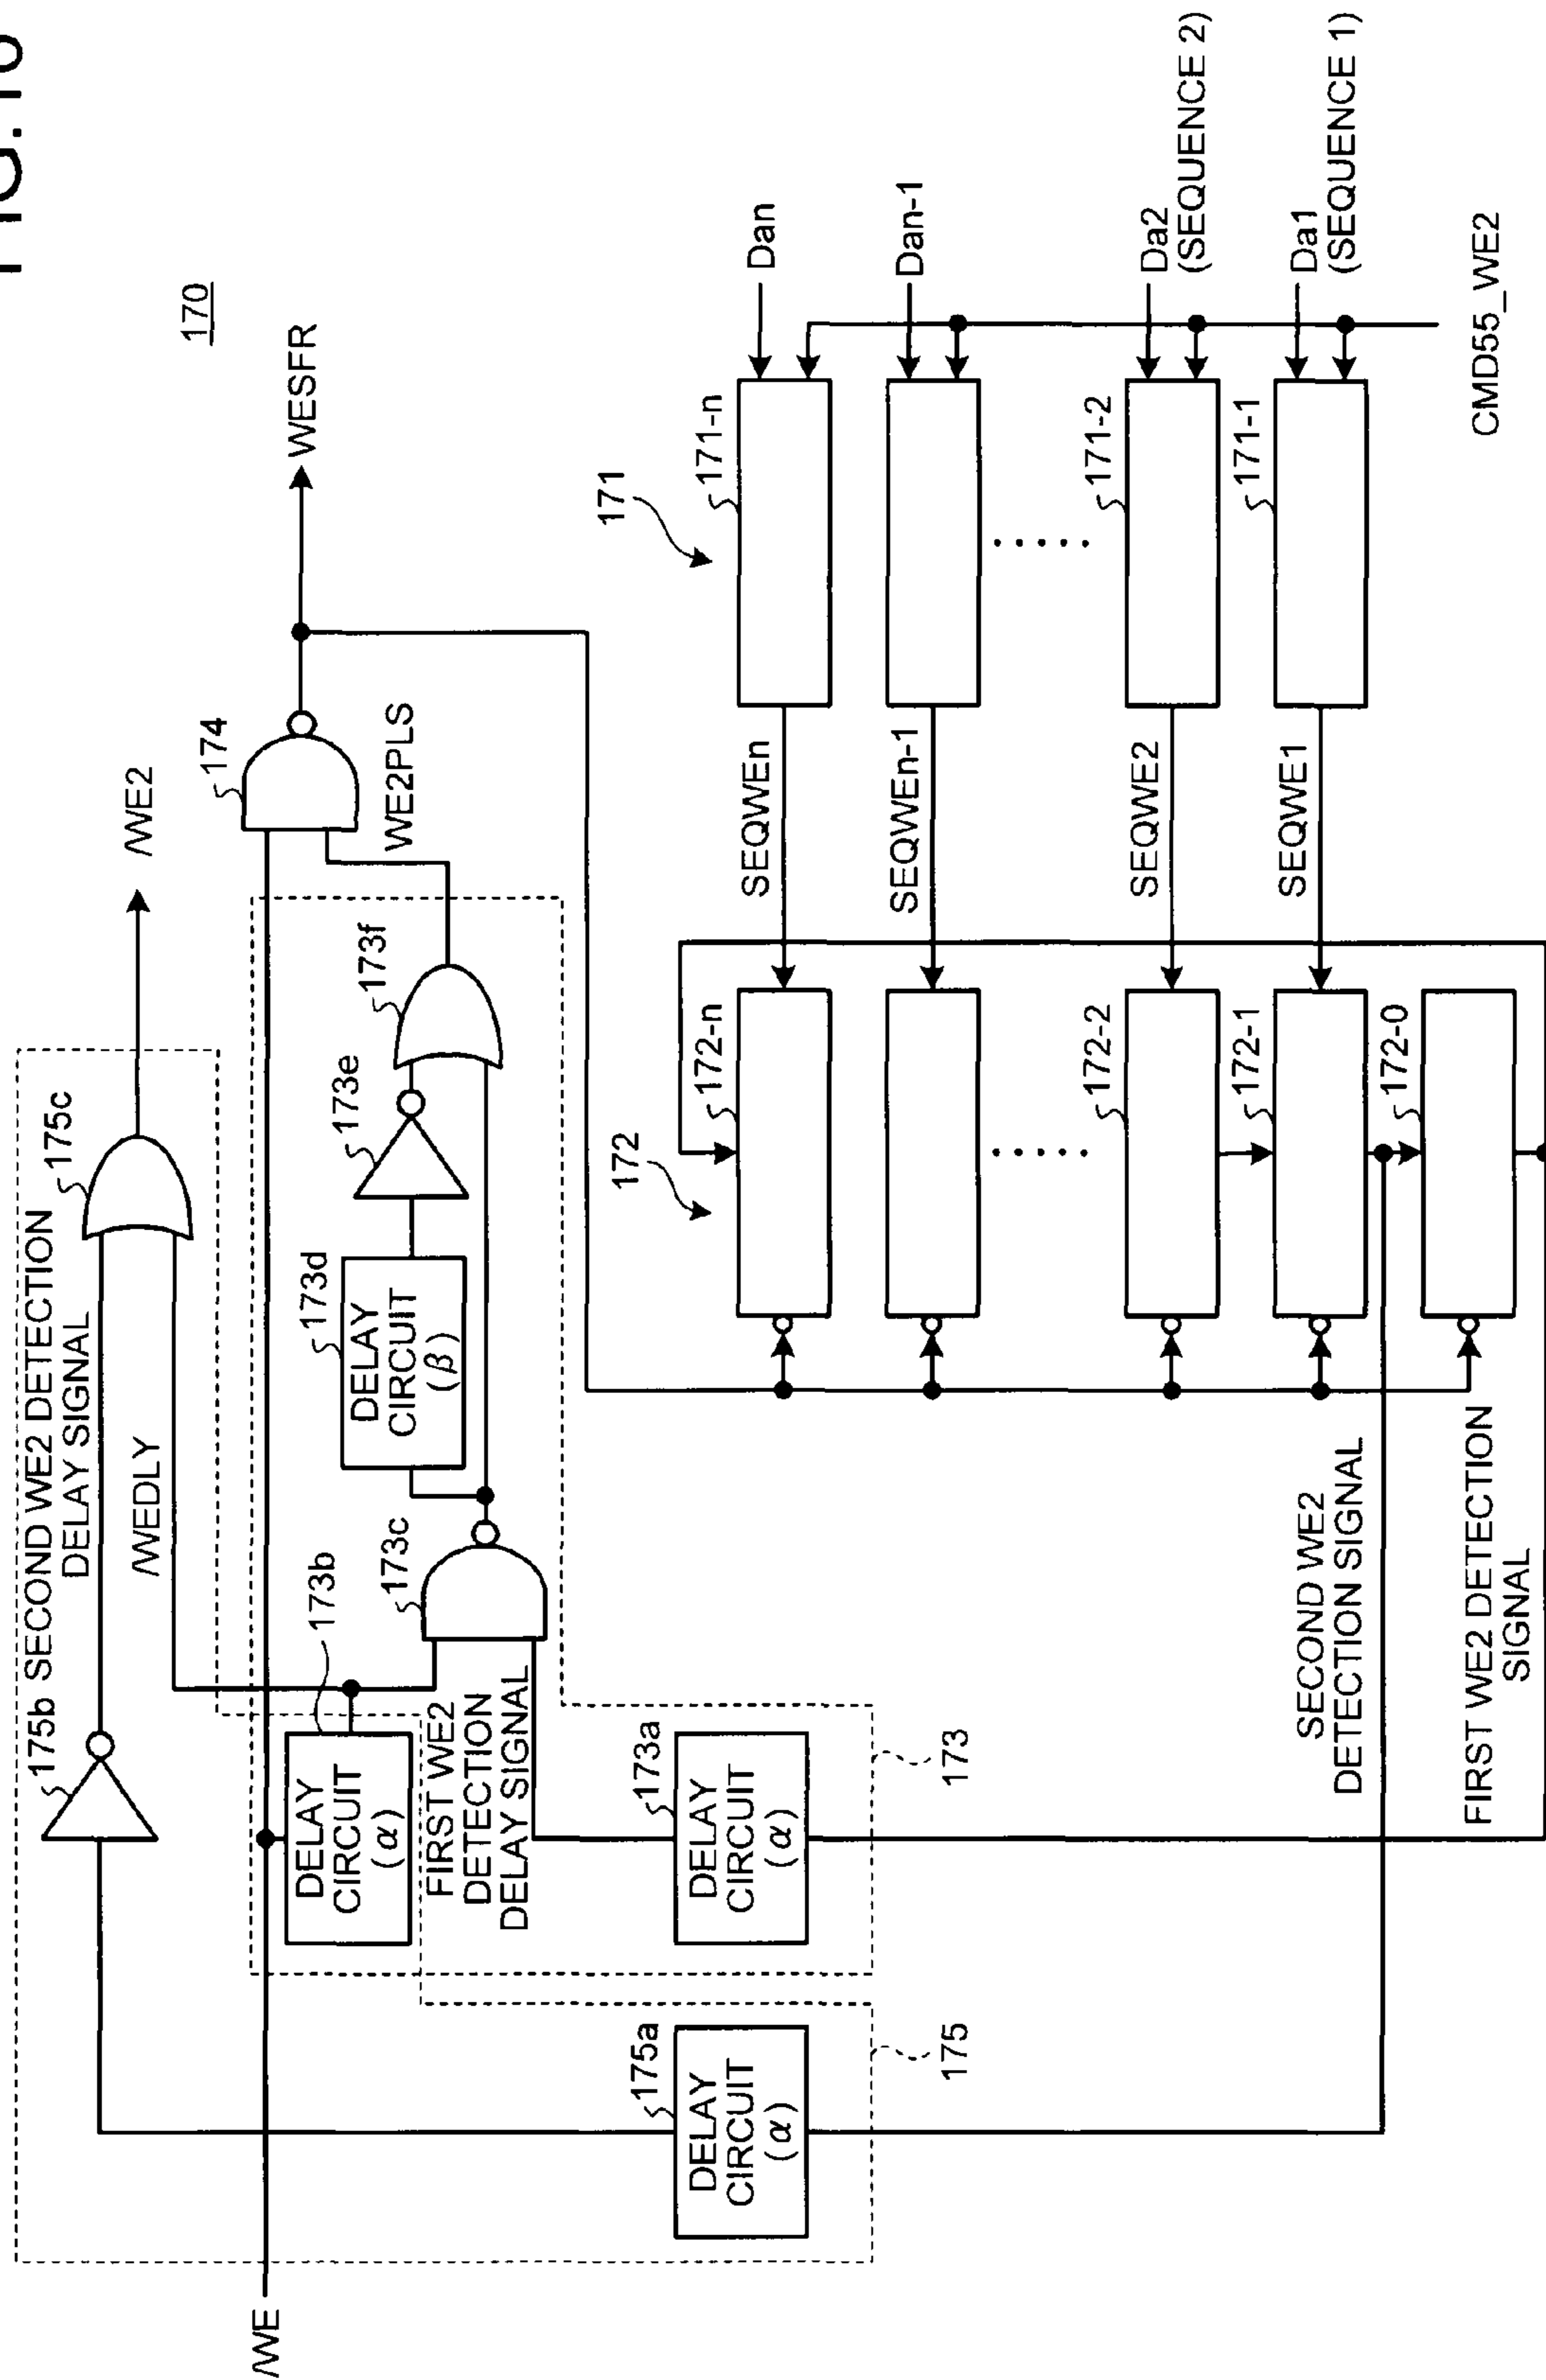 170
/WE
/WE2
WESFR
175b
SECOND WE2 DETECTION
DELAY SIGNAL
/WEDLY
175c
174
WE2PLS
DELAY
CIRCUIT
(α)
173b
173c
DELAY
CIRCUIT
(β)
173d
173e
173f
FIRST WE2
DETECTION
DELAY SIGNAL
DELAY
CIRCUIT
(α)
175a
175
DELAY
CIRCUIT
(α)
173a
173
172
172-n
172-2
172-1
172-0
SEQWEn
SEQWEn-1
SEQWE2
SEQWE1
171
171-n
171-2
171-1
Dan
Dan-1
Da2
(SEQUENCE 2)
Da1
(SEQUENCE 1)
CMD55_WE2
SECOND WE2
DETECTION SIGNAL
FIRST WE2 DETECTION
SIGNAL